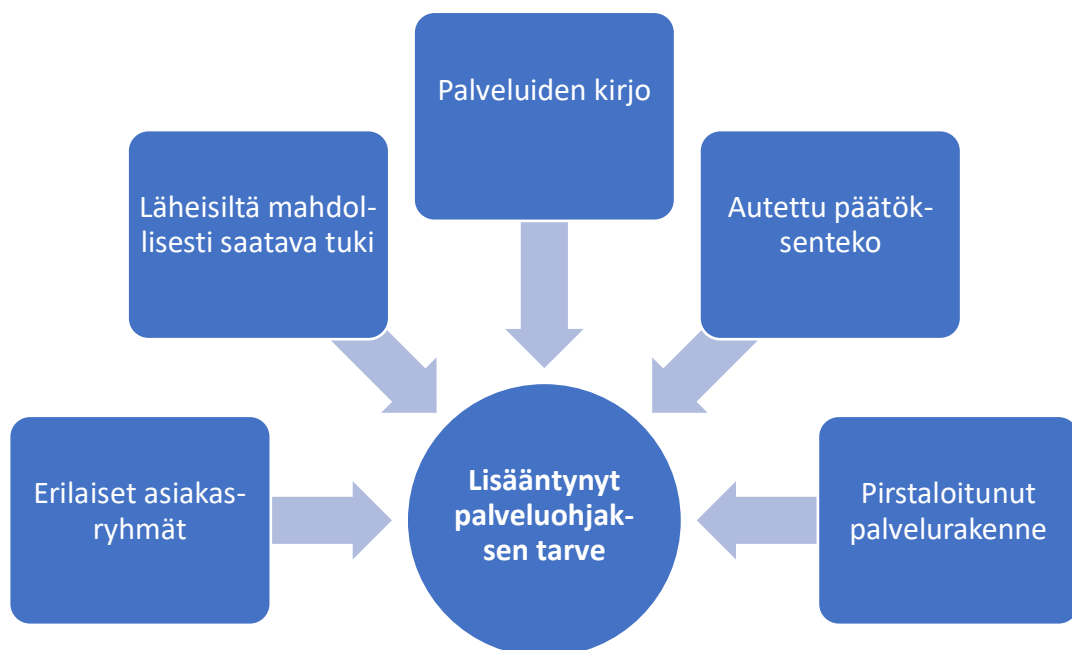 Palveluiden kirjo
Läheisiltä mahdol-
lisesti saatava tuki
Autettu päätök-
senteko
Erilaiset asiakas-
ryhmät
Lisääntynyt
palveluohjak-
sen tarve
Pirstaloitunut
palvelurakenne